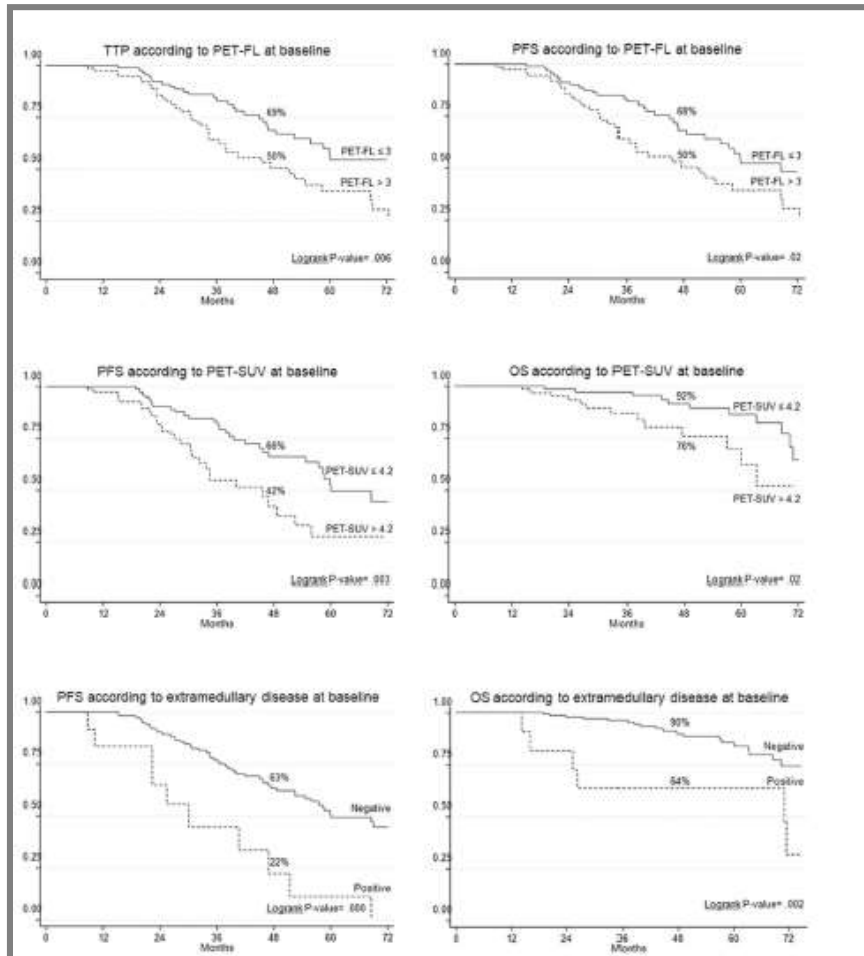 TTP according to PET-FL at baseline
1.00
0.75
0.50
0.25
0.00
69%
50%
PET-FL ≤ 3
PET-FL > 3
Logrank P-value= .006
0 12 24 36 48 60 72
Months
PFS according to PET-FL at baseline
1.00
0.75
0.50
0.25
0.00
68%
50%
PET-FL ≤ 3
PET-FL > 3
Logrank P-value= .02
0 12 24 36 48 60 72
Months
PFS according to PET-SUV at baseline
1.00
0.75
0.50
0.25
0.00
66%
42%
PET-SUV ≤ 4.2
PET-SUV > 4.2
Logrank P-value= .003
0 12 24 36 48 60 72
Months
OS according to PET-SUV at baseline
1.00
0.75
0.50
0.25
0.00
92%
76%
PET-SUV ≤ 4.2
PET-SUV > 4.2
Logrank P-value= .02
0 12 24 36 48 60 72
Months
PFS according to extramedullary disease at baseline
1.00
0.75
0.50
0.25
0.00
63%
22%
Negative
Positive
Logrank P-value= .000
0 12 24 36 48 60 72
Months
OS according to extramedullary disease at baseline
1.00
0.75
0.50
0.25
0.00
90%
64%
Negative
Positive
Logrank P-value= .002
0 12 24 36 48 60 72
Months